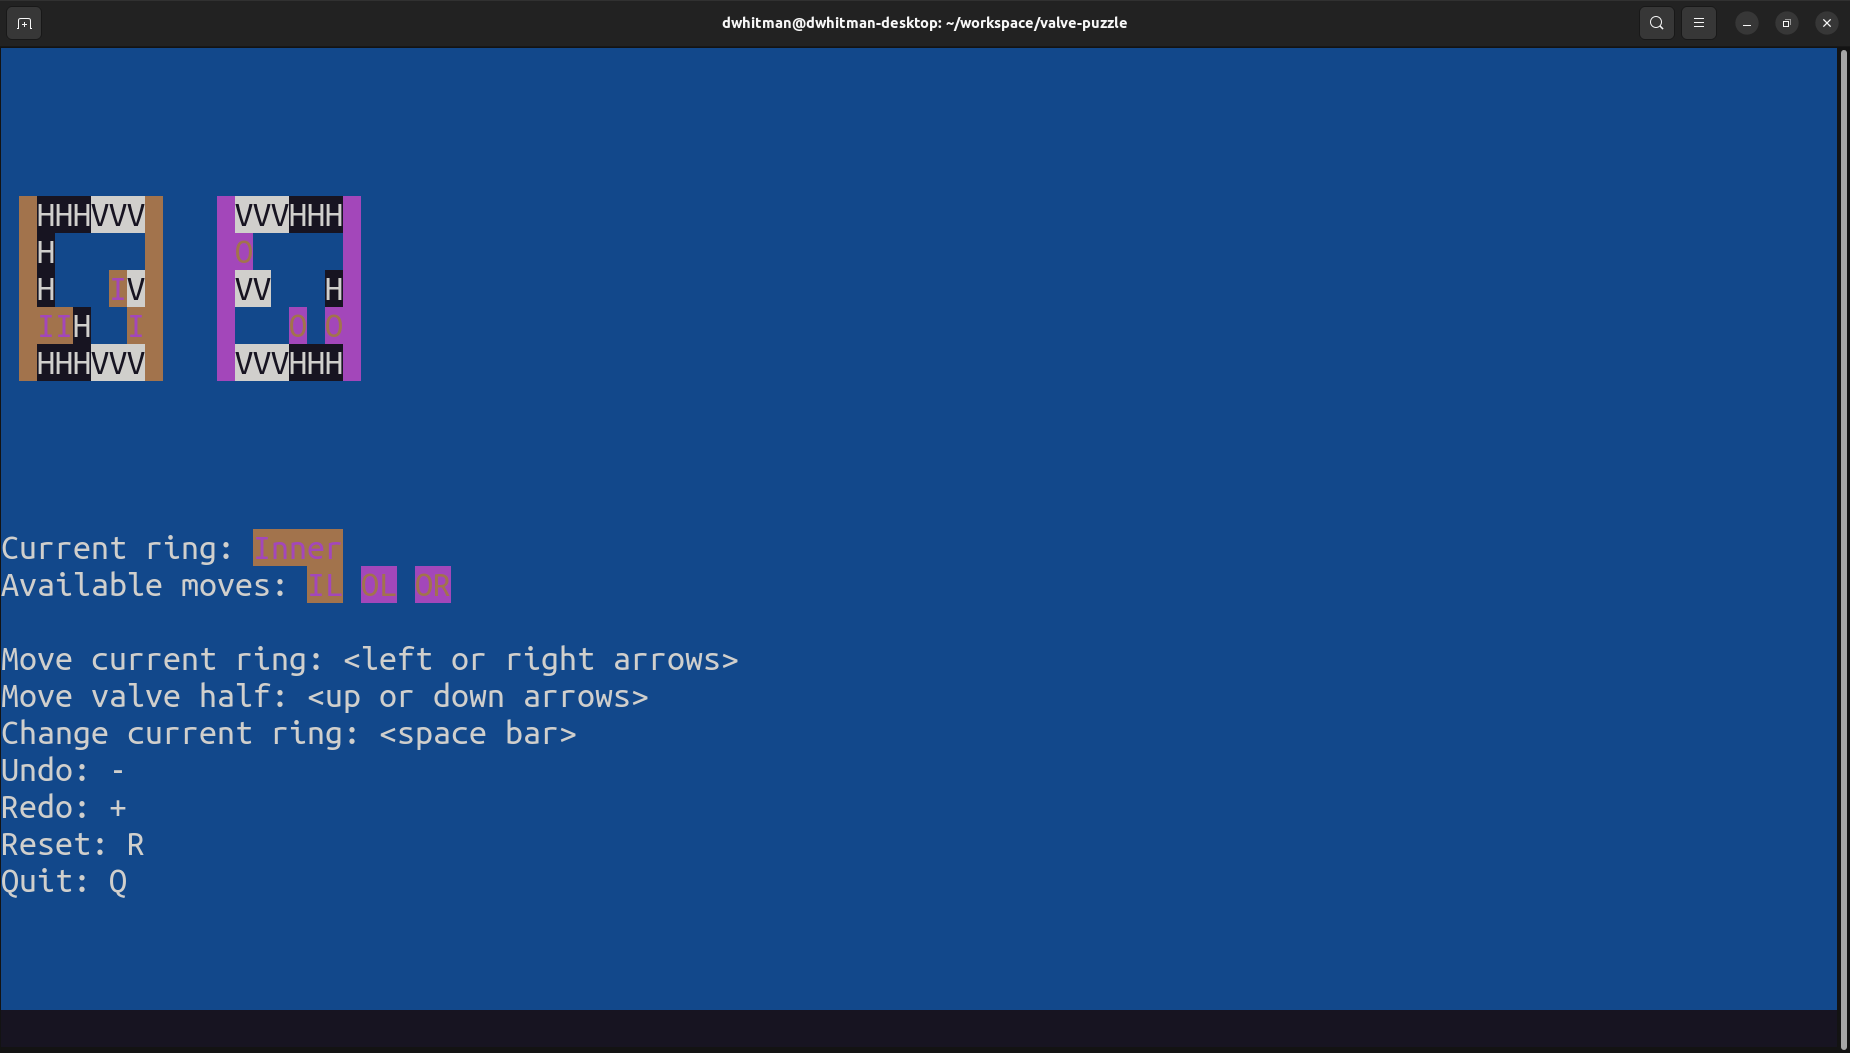 dwhitman@dwhitman-desktop: ~/workspace/valve-puzzle
HHHVVV VVVHHH
H O
H IV VV H
IIH I O O
HHHVVV VVVHHH
Current ring: Inner
Available moves: IL OL OR
Move current ring: <left or right arrows>
Move valve half: <up or down arrows>
Change current ring: <space bar>
Undo: -
Redo: +
Reset: R
Quit: Q